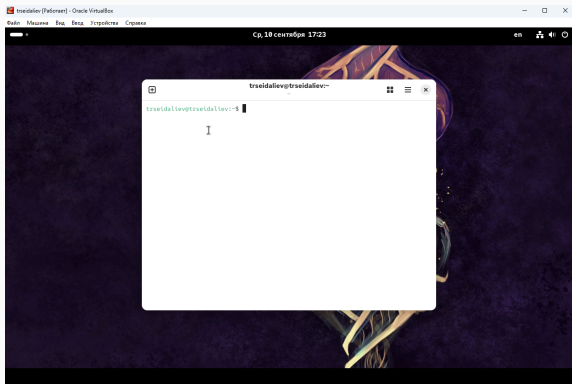 trseidaliev [Работает] - Oracle VirtualBox
Файл Машина Вид Ввод Устройства Справка
Ср, 10 сентября 17:23
en
trseidaliev@trseidaliev:~
trseidaliev@trseidaliev:~$